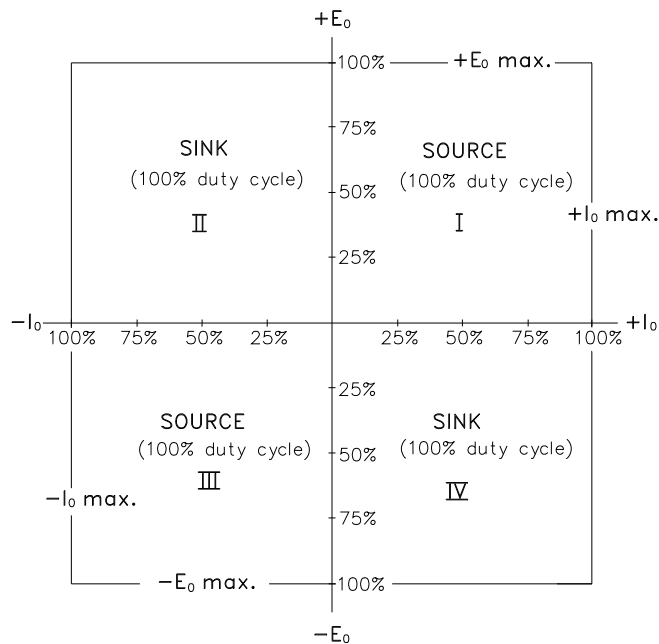 +E₀
100%
+E₀ max.
75%
SINK
(100% duty cycle)
SOURCE
(100% duty cycle)
50%
II
I
+I₀ max.
25%
−I₀
+I₀
100% 75% 50% 25%
25% 50% 75% 100%
25%
SOURCE
(100% duty cycle)
SINK
(100% duty cycle)
50%
III
IV
−I₀ max.
75%
−E₀ max.
100%
−E₀